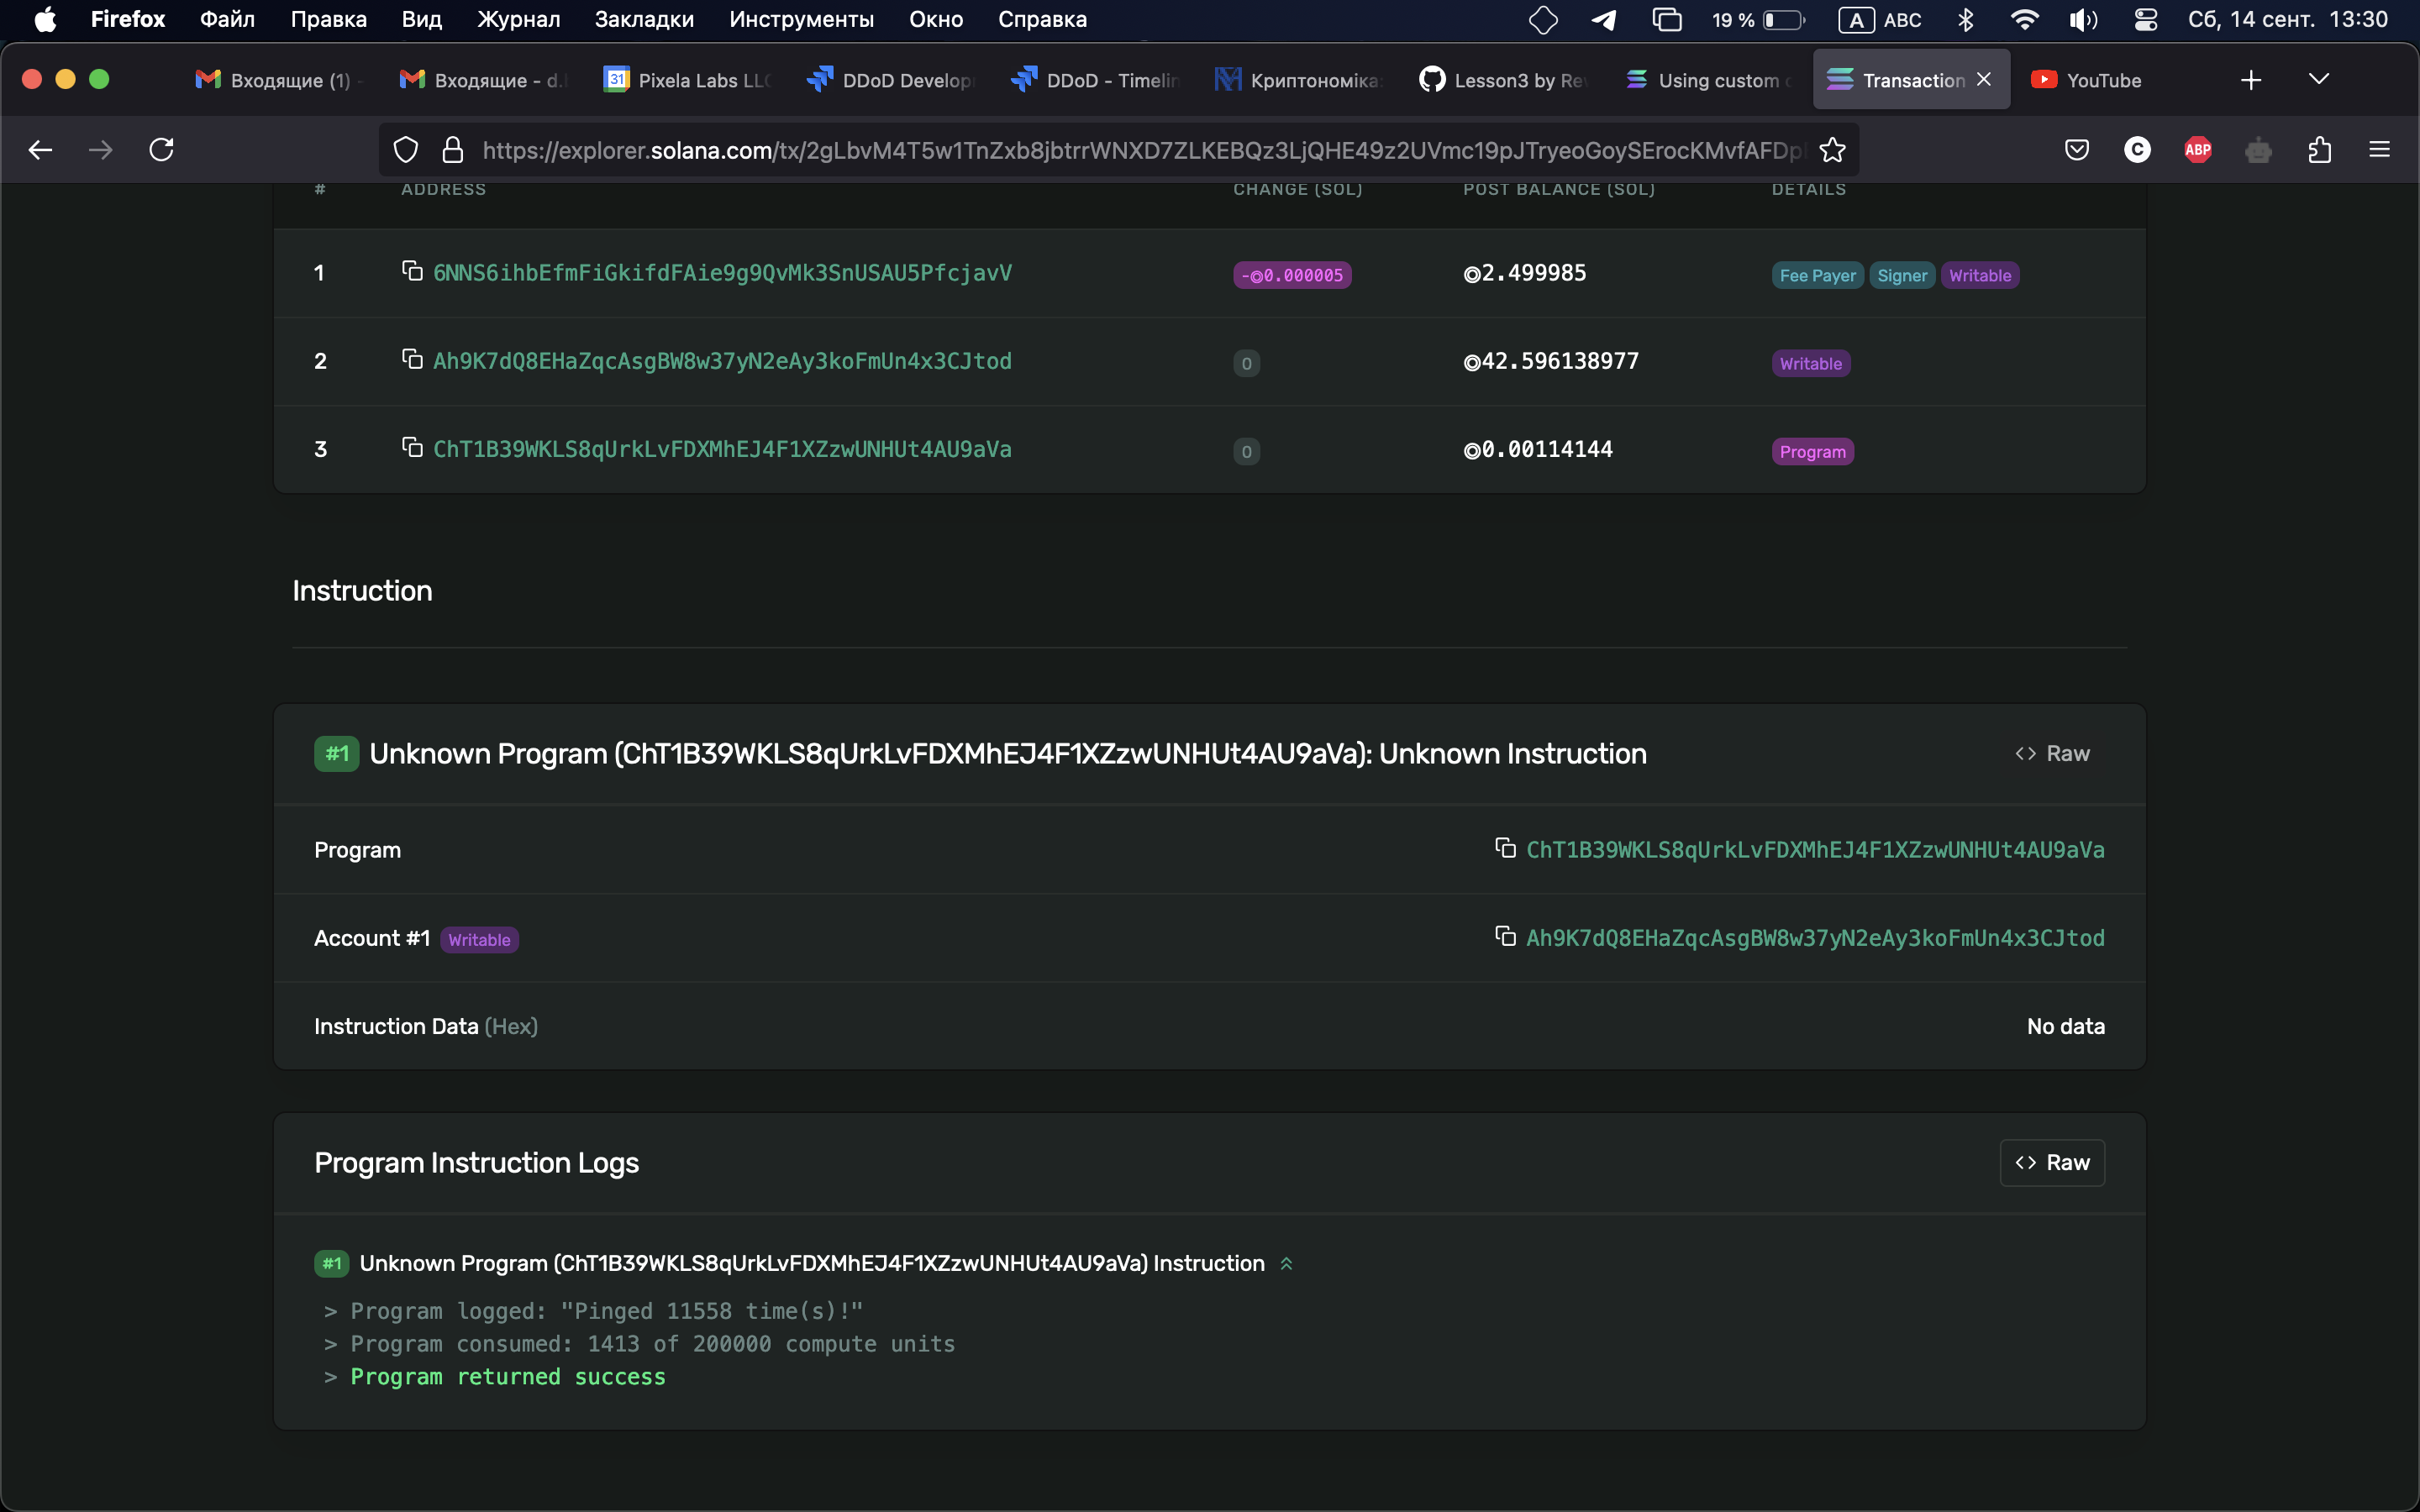 Firefox Файл Правка Вид Журнал Закладки Инструменты Окно Справка 19 % A ABC Сб, 14 сент. 13:30
Входящие (1) - Входящие - d. 31 Pixela Labs LLC DDoD Develop DDoD - Timelin Криптономіка Lesson3 by Re Using custom Transaction YouTube
https://explorer.solana.com/tx/2gLbvM4T5w1TnZxb8jbtrrWNXD7ZLKEBQz3LjQHE49z2UVmc19pJTryeoGoySErocKMvfAFDp C ABP
# ADDRESS CHANGE (SOL) POST BALANCE (SOL) DETAILS
1 6NNS6ihbEfmFiGkifdFAie9g9QvMk3SnUSAU5PfcjavV -◎0.000005 ◎2.499985 Fee Payer Signer Writable
2 Ah9K7dQ8EHaZqcAsgBW8w37yN2eAy3koFmUn4x3CJtod 0 ◎42.596138977 Writable
3 ChT1B39WKLS8qUrkLvFDXMhEJ4F1XZzwUNHUt4AU9aVa 0 ◎0.00114144 Program
Instruction
#1 Unknown Program (ChT1B39WKLS8qUrkLvFDXMhEJ4F1XZzwUNHUt4AU9aVa): Unknown Instruction <> Raw
Program ChT1B39WKLS8qUrkLvFDXMhEJ4F1XZzwUNHUt4AU9aVa
Account #1 Writable Ah9K7dQ8EHaZqcAsgBW8w37yN2eAy3koFmUn4x3CJtod
Instruction Data (Hex) No data
Program Instruction Logs <> Raw
#1 Unknown Program (ChT1B39WKLS8qUrkLvFDXMhEJ4F1XZzwUNHUt4AU9aVa) Instruction
> Program logged: "Pinged 11558 time(s)!"
> Program consumed: 1413 of 200000 compute units
> Program returned success